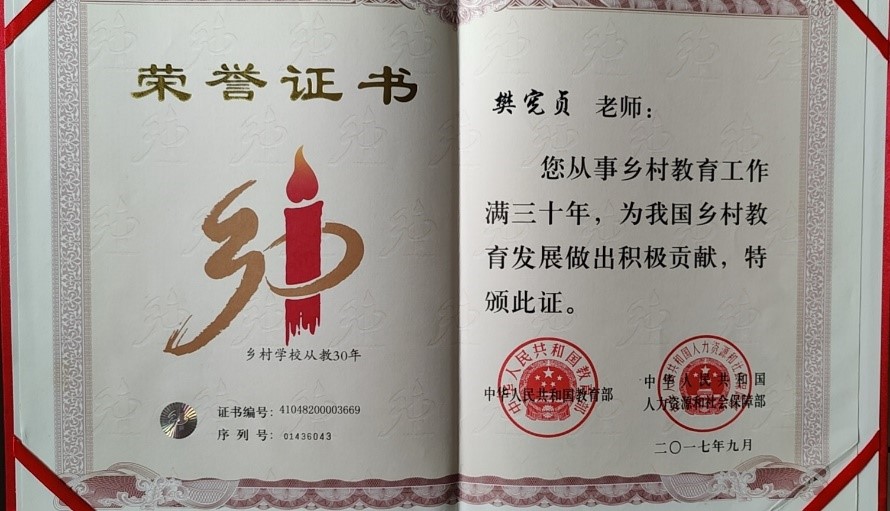 荣誉证书
乡村学校从教30年
证书编号：41048200003669
序列号：01436043
樊宪贞 老师：
您从事乡村教育工作
满三十年，为我国乡村教
育发展做出积极贡献，特
颁此证。
中华人民共和国教育部
中华人民共和国
人力资源和社会保障部
二〇一七年九月